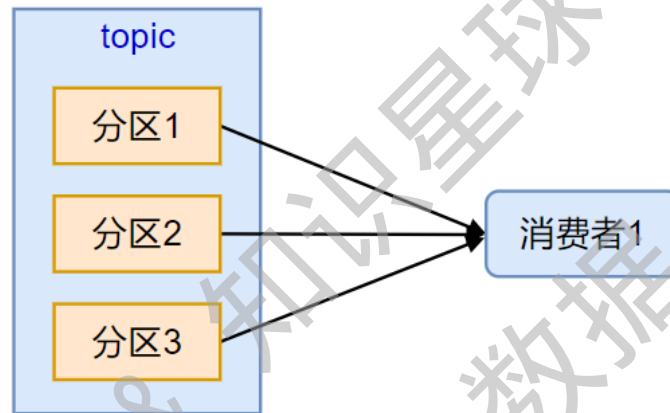 topic
分区1
分区2
消费者1
分区3
& 知识星球
数据